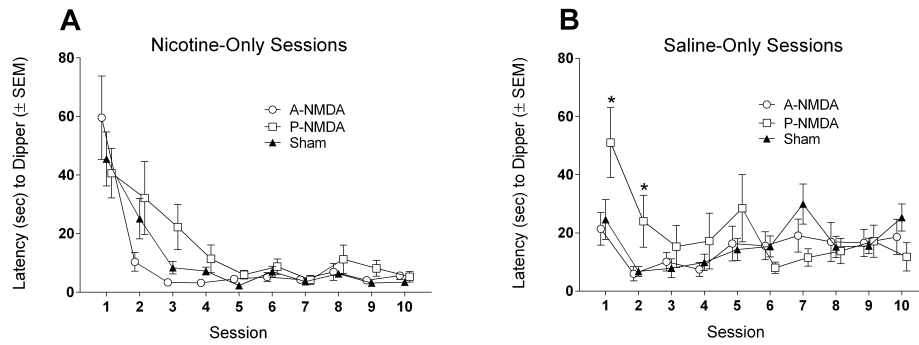 A
Nicotine-Only Sessions
Latency (sec) to Dipper (± SEM)
80
60
40
20
0
A-NMDA
P-NMDA
Sham
1 2 3 4 5 6 7 8 9 10
Session
B
Saline-Only Sessions
Latency (sec) to Dipper (± SEM)
80
60
40
20
0
*
*
A-NMDA
P-NMDA
Sham
1 2 3 4 5 6 7 8 9 10
Session